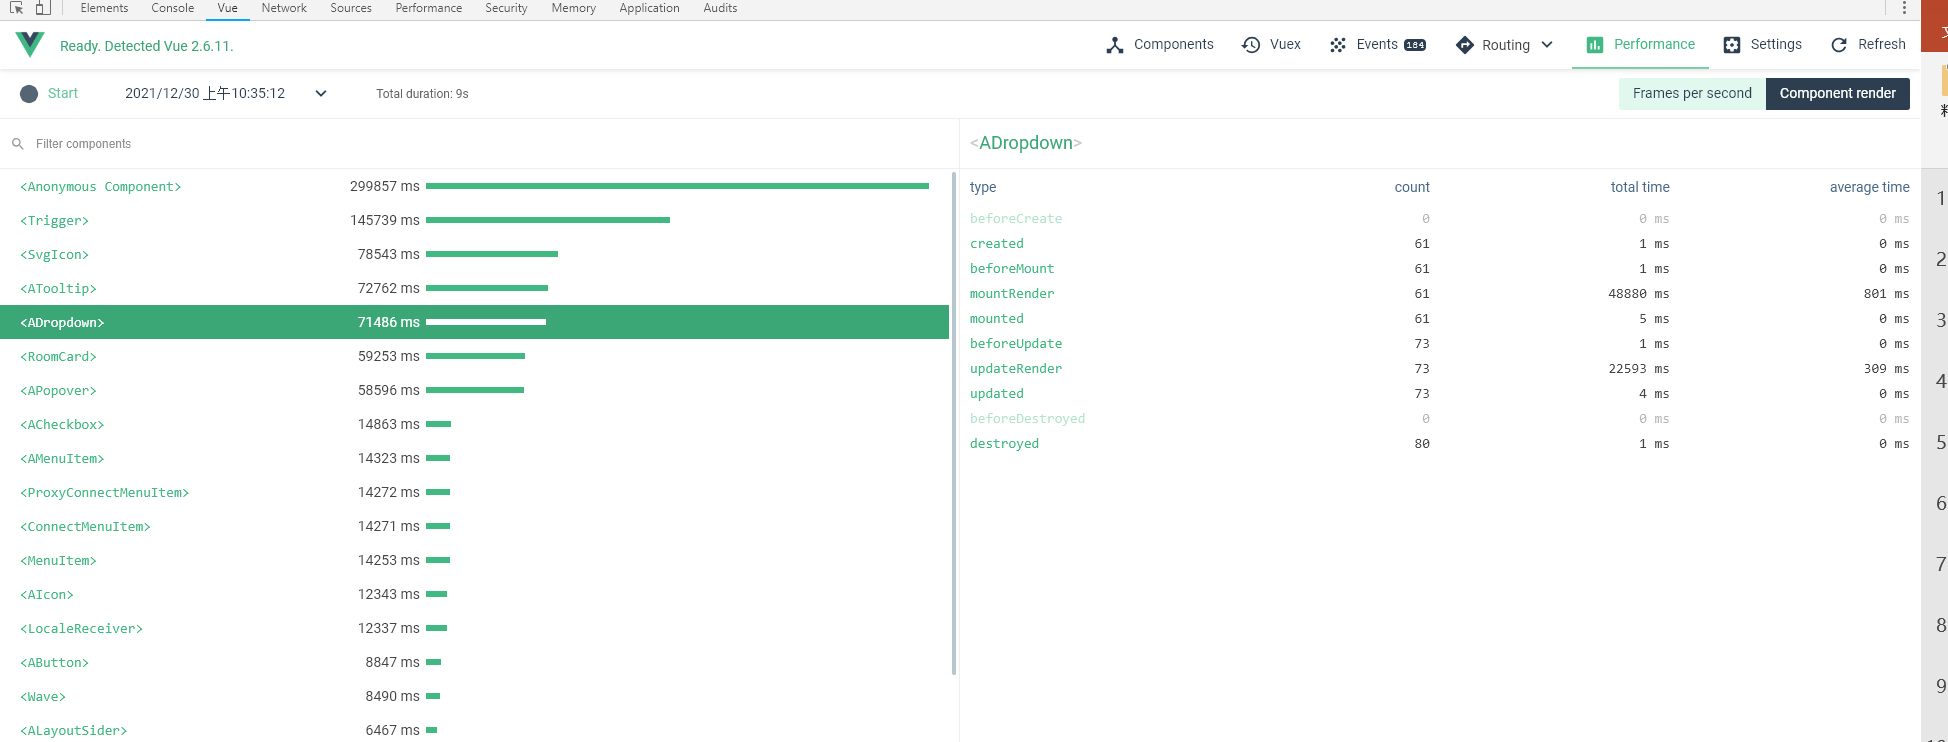 Elements Console Vue Network Sources Performance Security Memory Application Audits
Ready. Detected Vue 2.6.11.
Components Vuex Events 184 Routing Performance Settings Refresh
Start 2021/12/30 上午10:35:12 Total duration: 9s
Frames per second Component render
Filter components
<Anonymous Component> 299857 ms
<Trigger> 145739 ms
<SvgIcon> 78543 ms
<ATooltip> 72762 ms
<ADropdown> 71486 ms
<RoomCard> 59253 ms
<APopover> 58596 ms
<ACheckbox> 14863 ms
<AMenuItem> 14323 ms
<ProxyConnectMenuItem> 14272 ms
<ConnectMenuItem> 14271 ms
<MenuItem> 14253 ms
<AIcon> 12343 ms
<LocaleReceiver> 12337 ms
<AButton> 8847 ms
<Wave> 8490 ms
<ALayoutSider> 6467 ms
<ADropdown>
type count total time average time
beforeCreate 0 0 ms 0 ms
created 61 1 ms 0 ms
beforeMount 61 1 ms 0 ms
mountRender 61 48880 ms 801 ms
mounted 61 5 ms 0 ms
beforeUpdate 73 1 ms 0 ms
updateRender 73 22593 ms 309 ms
updated 73 4 ms 0 ms
beforeDestroyed 0 0 ms 0 ms
destroyed 80 1 ms 0 ms
1
2
3
4
5
6
7
8
9